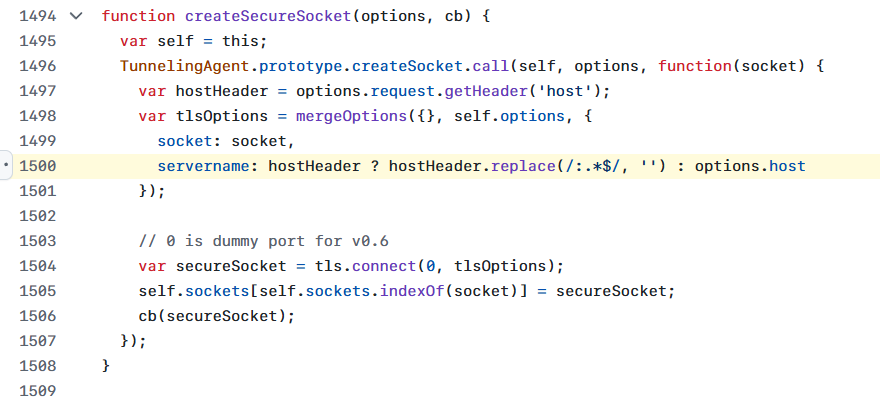 1494 function createSecureSocket(options, cb) {
1495 var self = this;
1496 TunnelingAgent.prototype.createSocket.call(self, options, function(socket) {
1497 var hostHeader = options.request.getHeader('host');
1498 var tlsOptions = mergeOptions({}, self.options, {
1499 socket: socket,
1500 servername: hostHeader ? hostHeader.replace(/:.*$/, '') : options.host
1501 });
1502
1503 // 0 is dummy port for v0.6
1504 var secureSocket = tls.connect(0, tlsOptions);
1505 self.sockets[self.sockets.indexOf(socket)] = secureSocket;
1506 cb(secureSocket);
1507 });
1508 }
1509